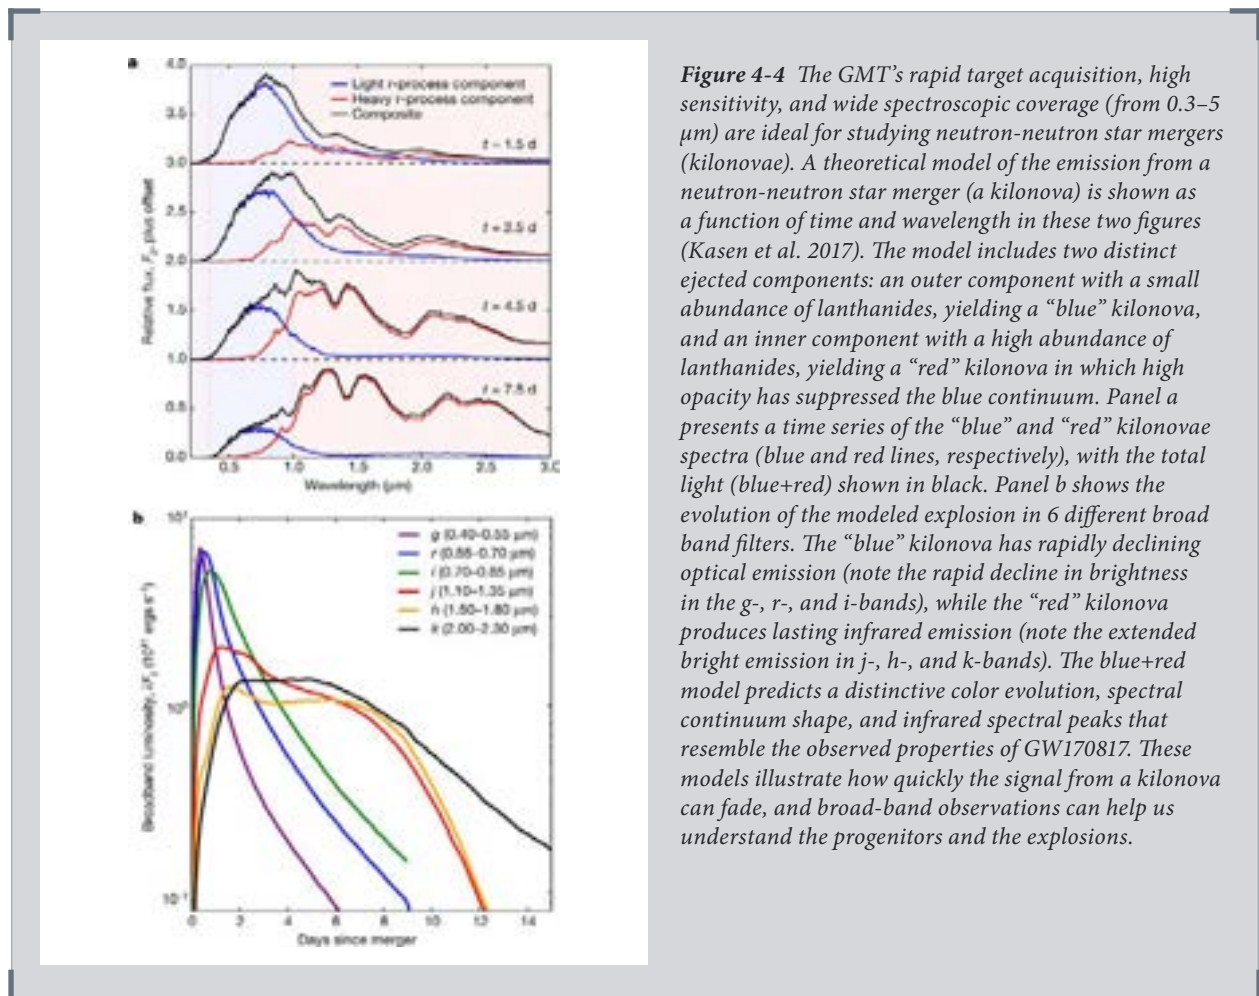 a
4.0
3.5
3.0
2.5
2.0
1.5
1.0
0.5
0.0
Light r-process component
Heavy r-process component
Composite
t = 1.5 d
t = 2.5 d
t = 4.5 d
t = 7.5 d
Relative flux, plus offset
0.5 1.0 1.5 2.0 2.5 3.0
Wavelength (μm)
b
g (0.40–0.55 μm)
r (0.55–0.70 μm)
i (0.70–0.85 μm)
j (1.10–1.35 μm)
h (1.50–1.80 μm)
k (2.00–2.30 μm)
Broadband luminosity,
10⁰
0 2 4 6 8 10 12 14
Days since merger
Figure 4-4 The GMT’s rapid target acquisition, high
sensitivity, and wide spectroscopic coverage (from 0.3–5
μm) are ideal for studying neutron-neutron star mergers
(kilonovae). A theoretical model of the emission from a
neutron-neutron star merger (a kilonova) is shown as
a function of time and wavelength in these two figures
(Kasen et al. 2017). The model includes two distinct
ejected components: an outer component with a small
abundance of lanthanides, yielding a “blue” kilonova,
and an inner component with a high abundance of
lanthanides, yielding a “red” kilonova in which high
opacity has suppressed the blue continuum. Panel a
presents a time series of the “blue” and “red” kilonovae
spectra (blue and red lines, respectively), with the total
light (blue+red) shown in black. Panel b shows the
evolution of the modeled explosion in 6 different broad
band filters. The “blue” kilonova has rapidly declining
optical emission (note the rapid decline in brightness
in the g-, r-, and i-bands), while the “red” kilonova
produces lasting infrared emission (note the extended
bright emission in j-, h-, and k-bands). The blue+red
model predicts a distinctive color evolution, spectral
continuum shape, and infrared spectral peaks that
resemble the observed properties of GW170817. These
models illustrate how quickly the signal from a kilonova
can fade, and broad-band observations can help us
understand the progenitors and the explosions.